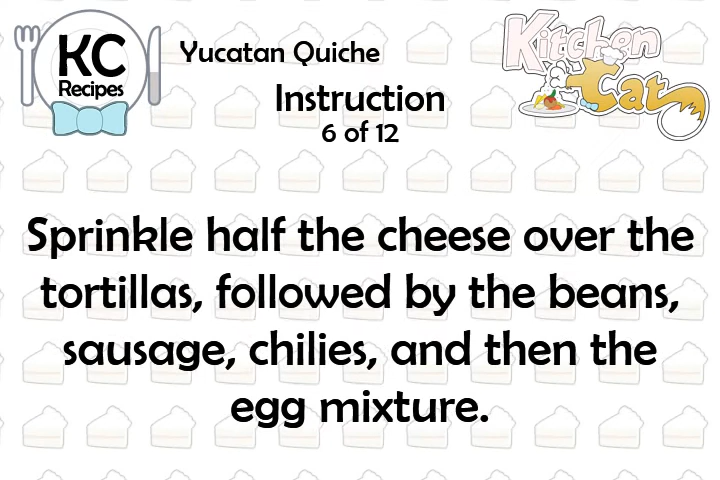 KC
Recipes
Yucatan Quiche
Kitchen
Cat
Instruction
6 of 12
Sprinkle half the cheese over the
tortillas, followed by the beans,
sausage, chilies, and then the
egg mixture.